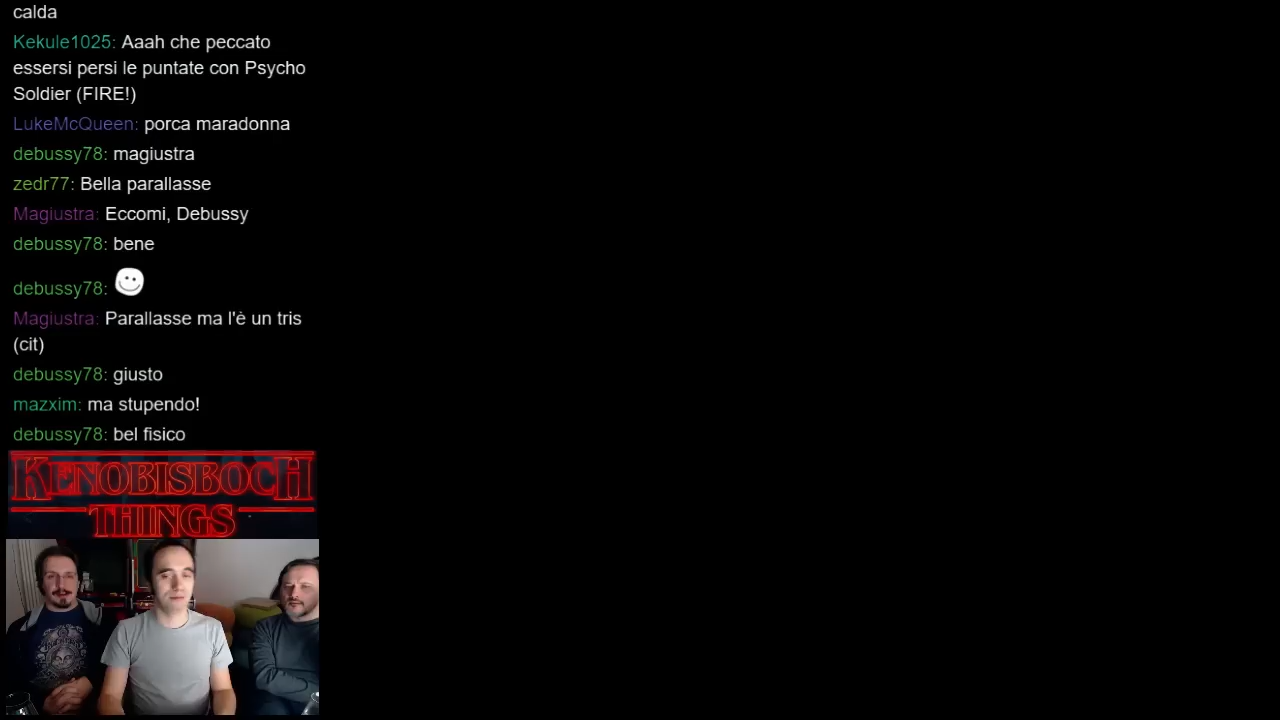 calda
Kekule1025: Aaah che peccato
essersi persi le puntate con Psycho
Soldier (FIRE!)
LukeMcQueen: porca maradonna
debussy78: magiustra
zedr77: Bella parallasse
Magiustra: Eccomi, Debussy
debussy78: bene
debussy78:
Magiustra: Parallasse ma l'è un tris
(cit)
debussy78: giusto
mazxim: ma stupendo!
debussy78: bel fisico
KENOBISBOCH
THINGS